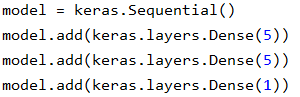 model = keras.Sequential()
model.add(keras.layers.Dense(5))
model.add(keras.layers.Dense(5))
model.add(keras.layers.Dense(1))